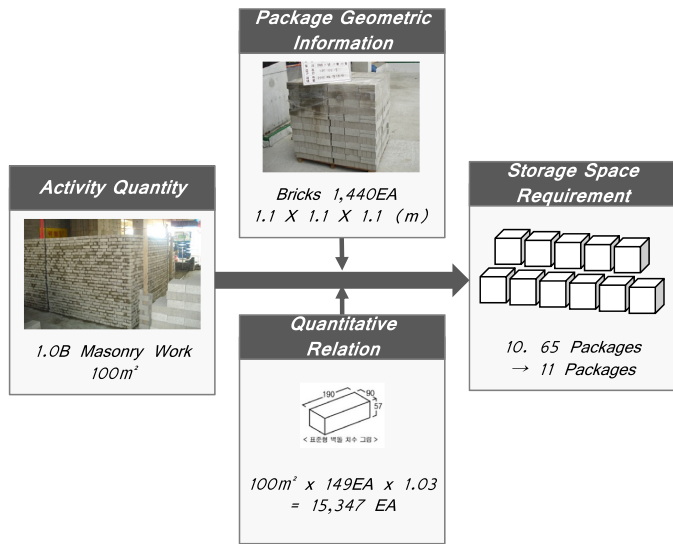 Package Geometric
Information
Bricks 1,440EA
1.1 X 1.1 X 1.1 (m)
Activity Quantity
1.0B Masonry Work
100m²
Storage Space
Requirement
10. 65 Packages
→ 11 Packages
Quantitative
Relation
190
90
57
< 표준형 벽돌 치수 그림 >
100m² x 149EA x 1.03
= 15,347 EA